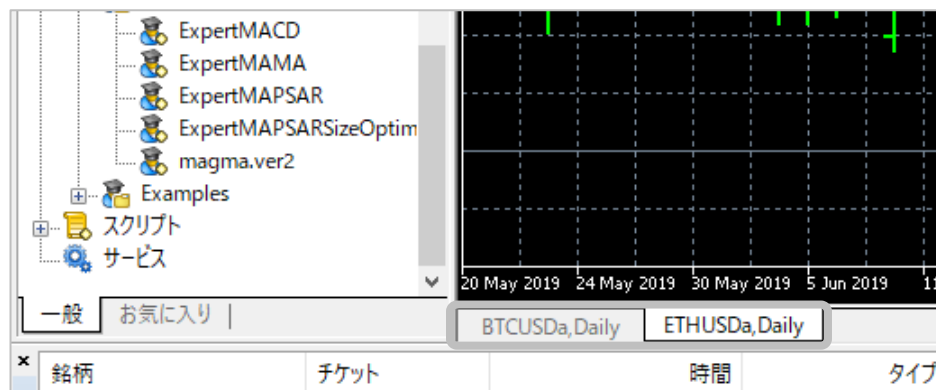 ExpertMACD
ExpertMAMA
ExpertMAPSAR
ExpertMAPSARSizeOptim
magma.ver2
Examples
スクリプト
サービス
一般 お気に入り |
20 May 2019 24 May 2019 30 May 2019 5 Jun 2019 11
BTCUSDa,Daily ETHUSDa,Daily
銘柄 チケット 時間 タイプ